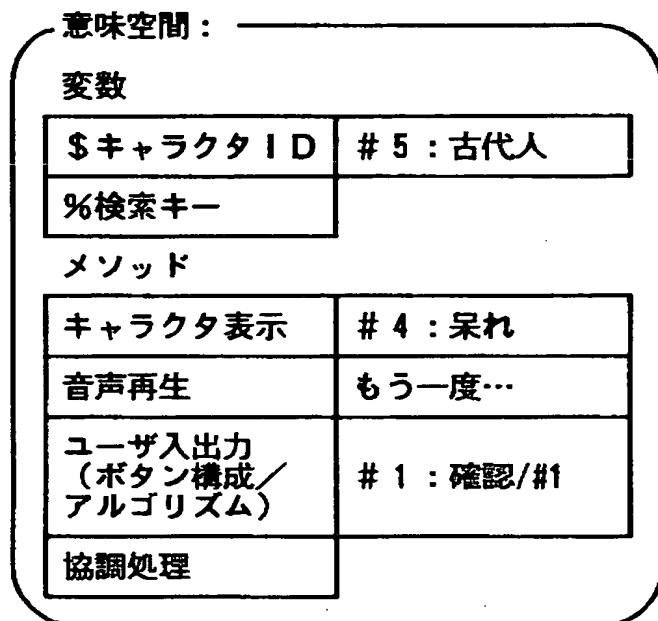 意味空間：
変数
＄キャラクタＩＤ　＃５：古代人
％検索キー
メソッド
キャラクタ表示　＃４：呆れ
音声再生　もう一度…
ユーザ入出力
（ボタン構成／
アルゴリズム）　＃１：確認/#1
協調処理